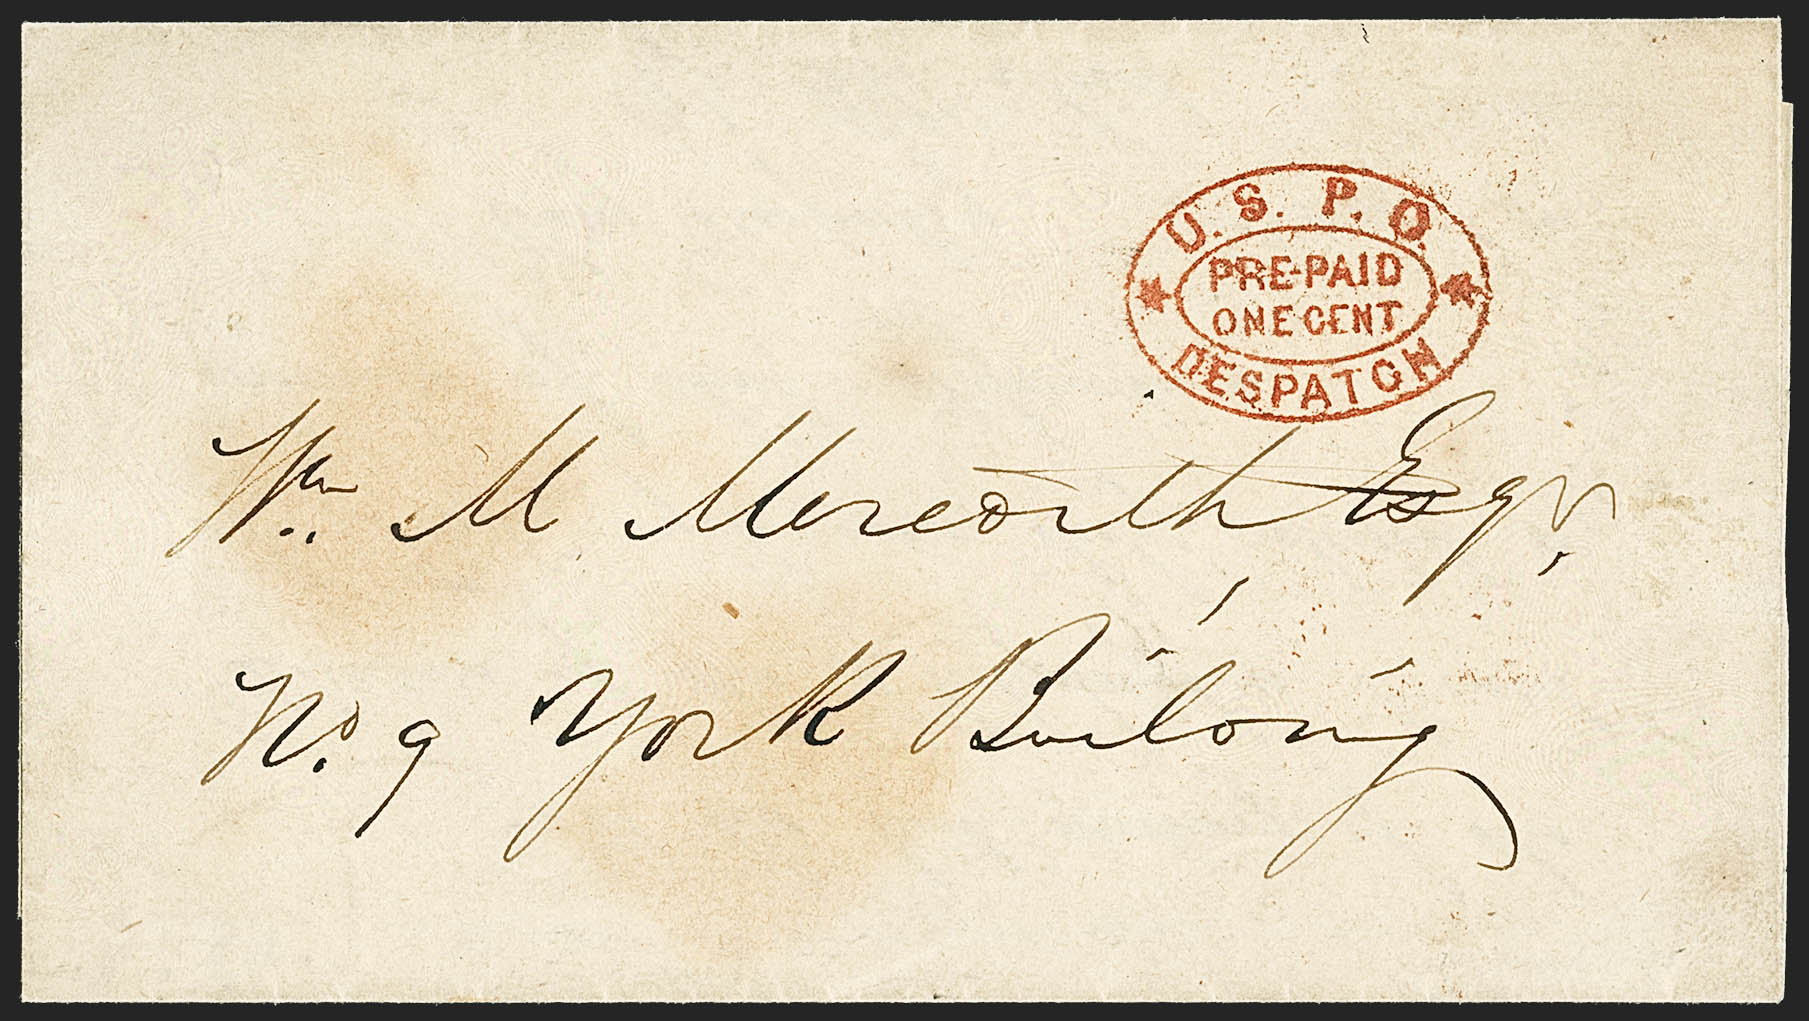 U. S. P. O.
PRE-PAID
ONE CENT
DESPATCH
Wm. M. Meredith Esqr,
No. 9 York Building